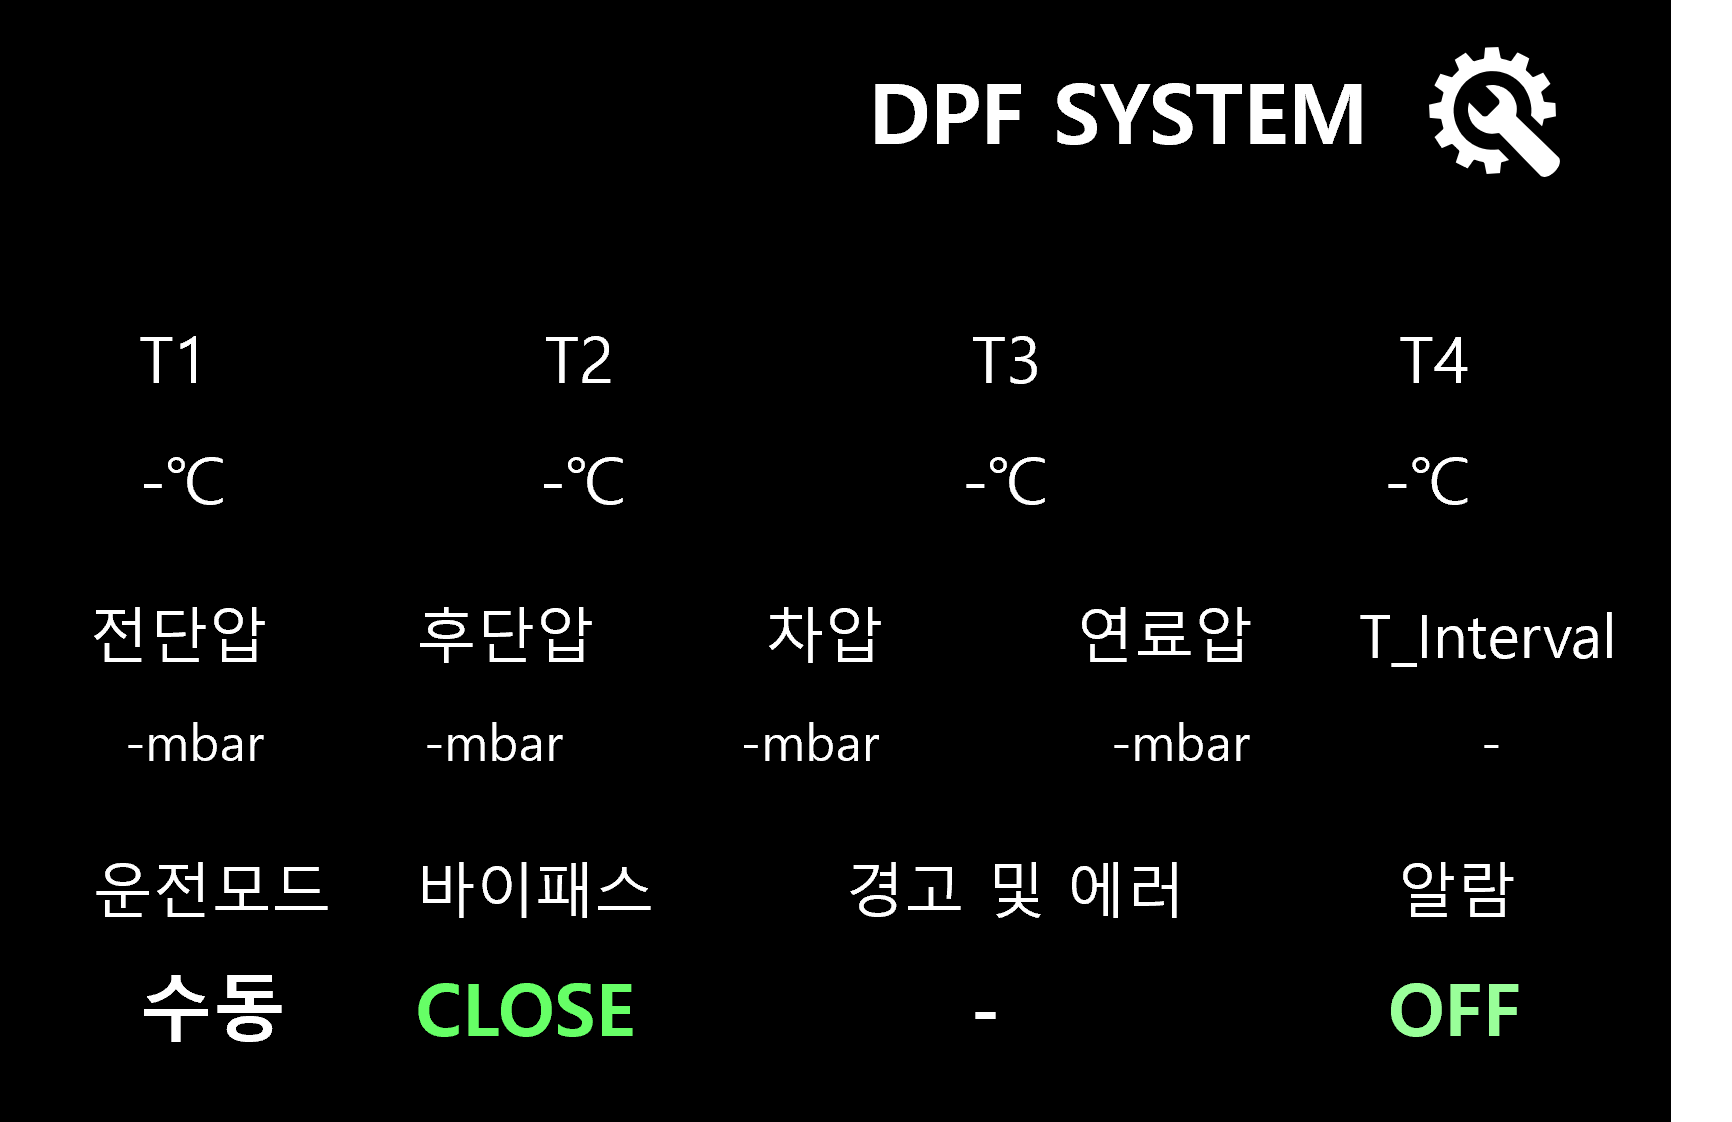 DPF SYSTEM
T1 T2 T3 T4
-℃ -℃ -℃ -℃
전단압 후단압 차압 연료압 T_Interval
-mbar -mbar -mbar -mbar -
운전모드 바이패스 경고 및 에러 알람
수동 CLOSE - OFF